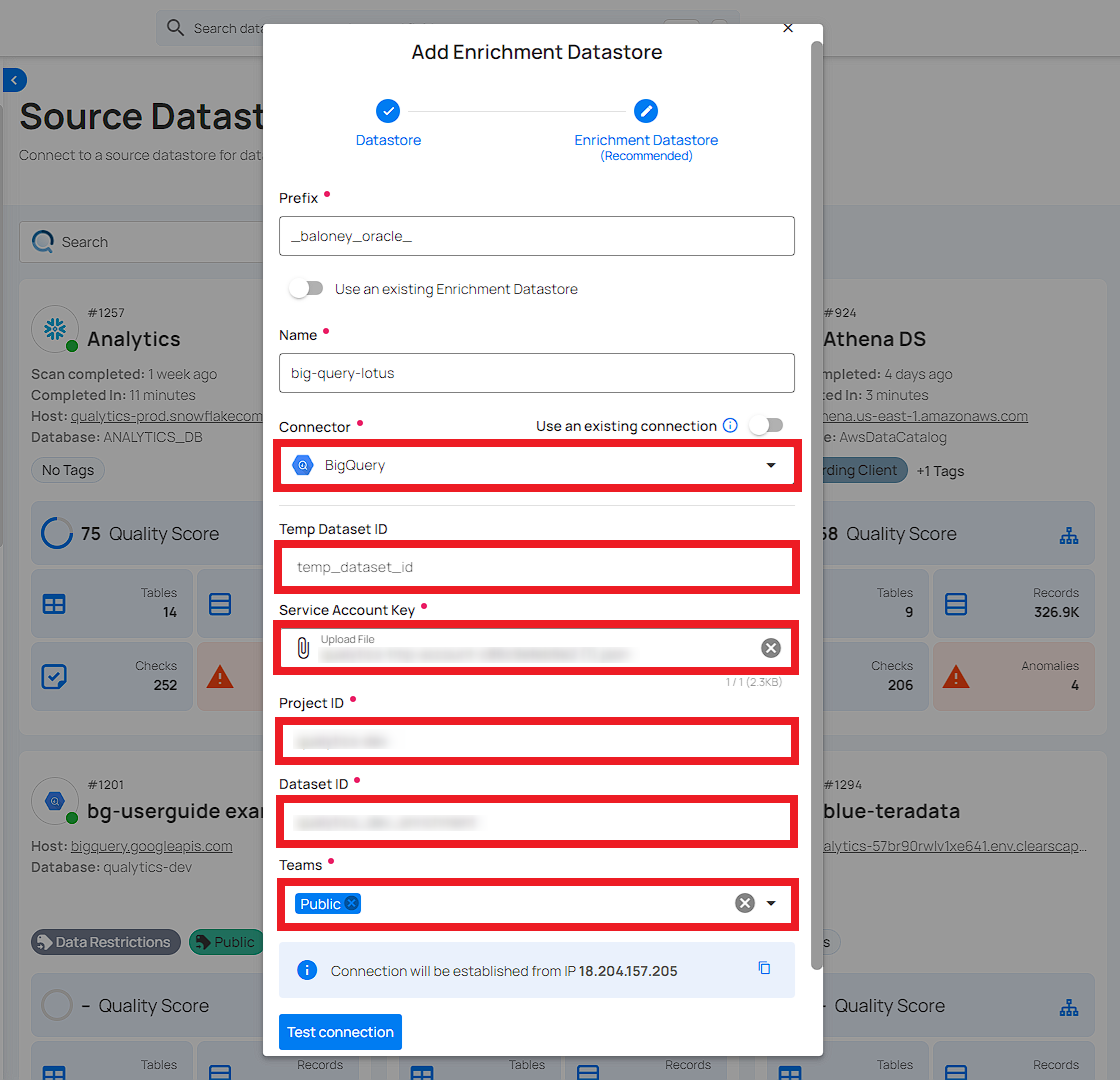 Search data
Add Enrichment Datastore
Source Datast
Connect to a source datastore for dat
Datastore
Enrichment Datastore
(Recommended)
Prefix
_baloney_oracle_
Search
Use an existing Enrichment Datastore
#1257
Analytics
Scan completed: 1 week ago
Completed In: 11 minutes
Host: qualytics-prod.snowflakecom
Database: ANALYTICS_DB
No Tags
75 Quality Score
Tables
14
Checks
252
Name
big-query-lotus
Connector
Use an existing connection
BigQuery
Temp Dataset ID
temp_dataset_id
Service Account Key
Upload File
1 / 1 (2.3KB)
Project ID
Dataset ID
Teams
Public
Connection will be established from IP 18.204.157.205
Test connection
#924
Athena DS
mpleted: 4 days ago
ed In: 3 minutes
hena.us-east-1.amazonaws.com
e: AwsDataCatalog
rding Client
+1 Tags
58 Quality Score
Tables
9
Records
326.9K
Checks
206
Anomalies
4
#1201
bg-userguide exar
Host: bigquery.googleapis.com
Database: qualytics-dev
Data Restrictions
Public
– Quality Score
Tables
Records
#1294
blue-teradata
alytics-57br90rwlv1xe641.env.clearscap...
s
- Quality Score
Tables
Records
Tables
Records